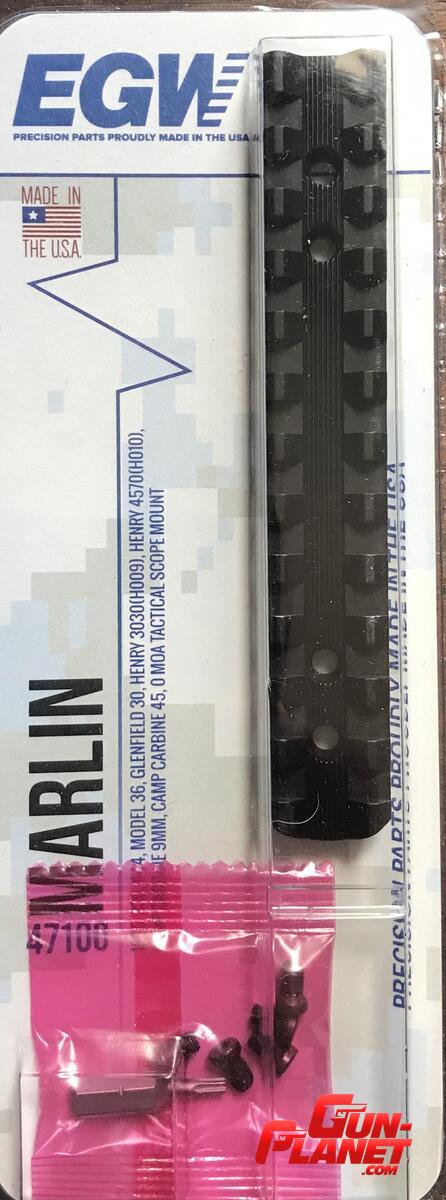 EGW
PRECISION PARTS PROUDLY MADE IN THE USA
MADE IN
THE U.S.A.
MARLIN
4, MODEL 36, GLENFIELD 30, HENRY 3030(H009), HENRY 4570(H010),
E 9MM, CAMP CARBINE 45, 0 MOA TACTICAL SCOPE MOUNT
47100
PRECISION PARTS PROUDLY MADE IN THE USA
GUN-
PLANET
.COM